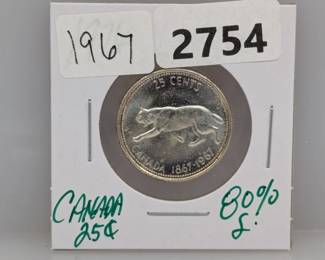 1967
2754
25 CENTS
CANADA 1867-1967
CANADA
25¢
80%
S.